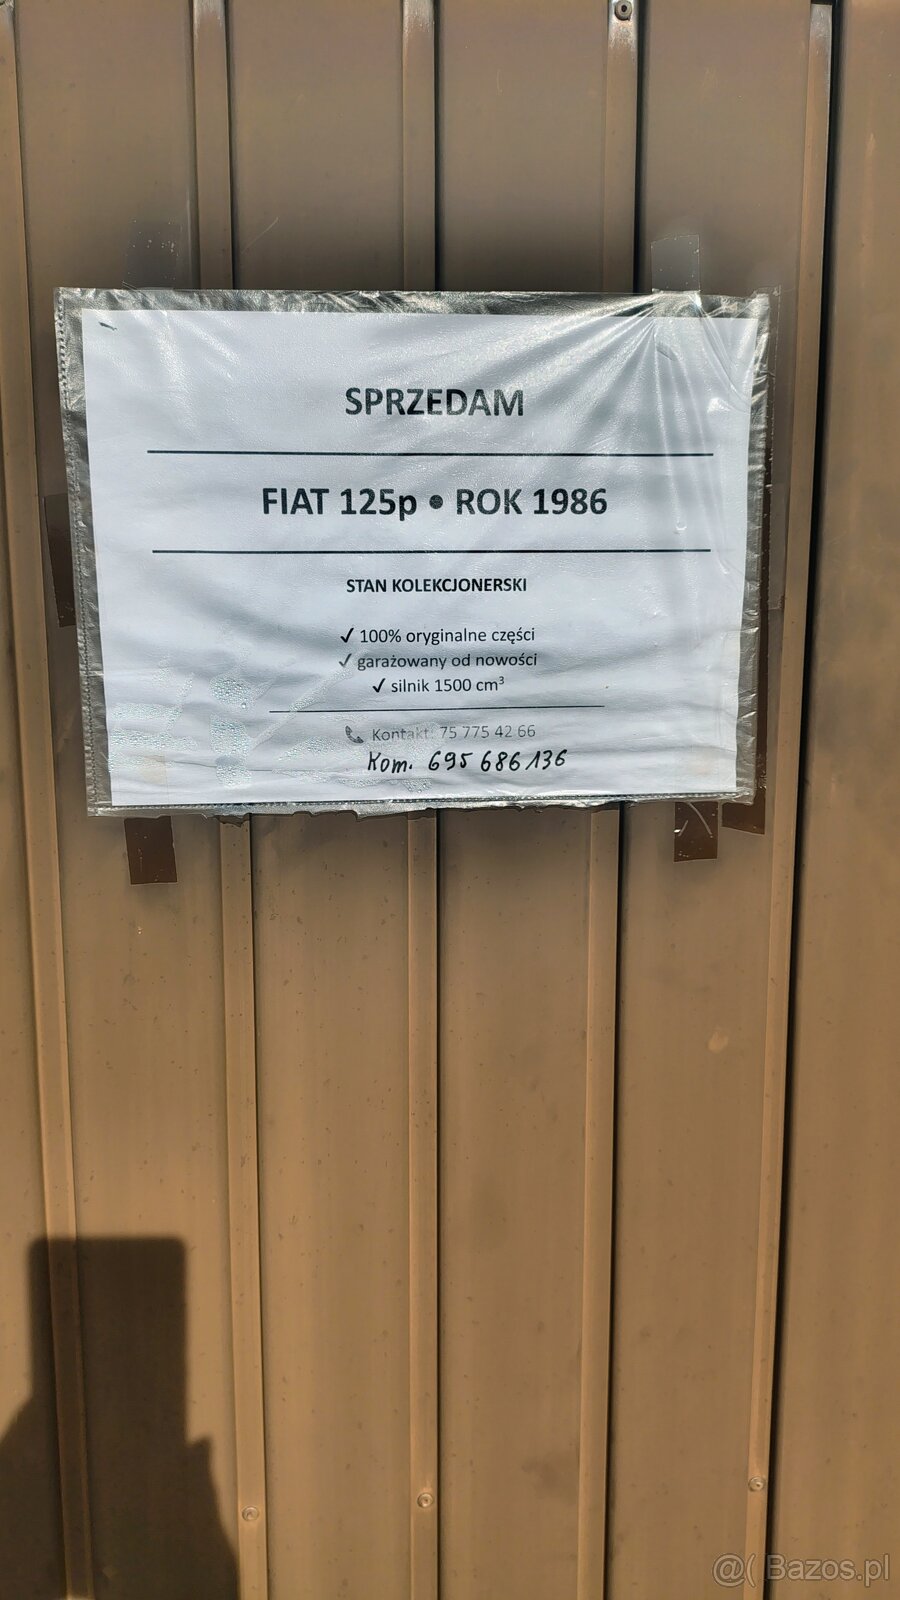 SPRZEDAM
FIAT 125p • ROK 1986
STAN KOLEKCJONERSKI
✓ 100% oryginalne części
✓ garażowany od nowości
✓ silnik 1500 cm³
📞 Kontakt: 75 775 42 66
Kom. 695 686 136
@( Bazos.pl